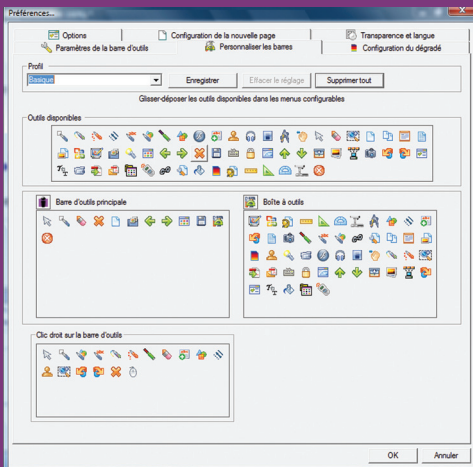 Préférences...
Options
Configuration de la nouvelle page
Transparence et langue
Paramètres de la barre d'outils
Personnaliser les barres
Configuration du dégradé
Profil
Basique
Enregistrer
Effacer le réglage
Supprimer tout
Glisser-déposer les outils disponibles dans les menus configurables
Outils disponibles
Barre d'outils principale
Boîte à outils
Clic droit sur la barre d'outils
OK
Annuler